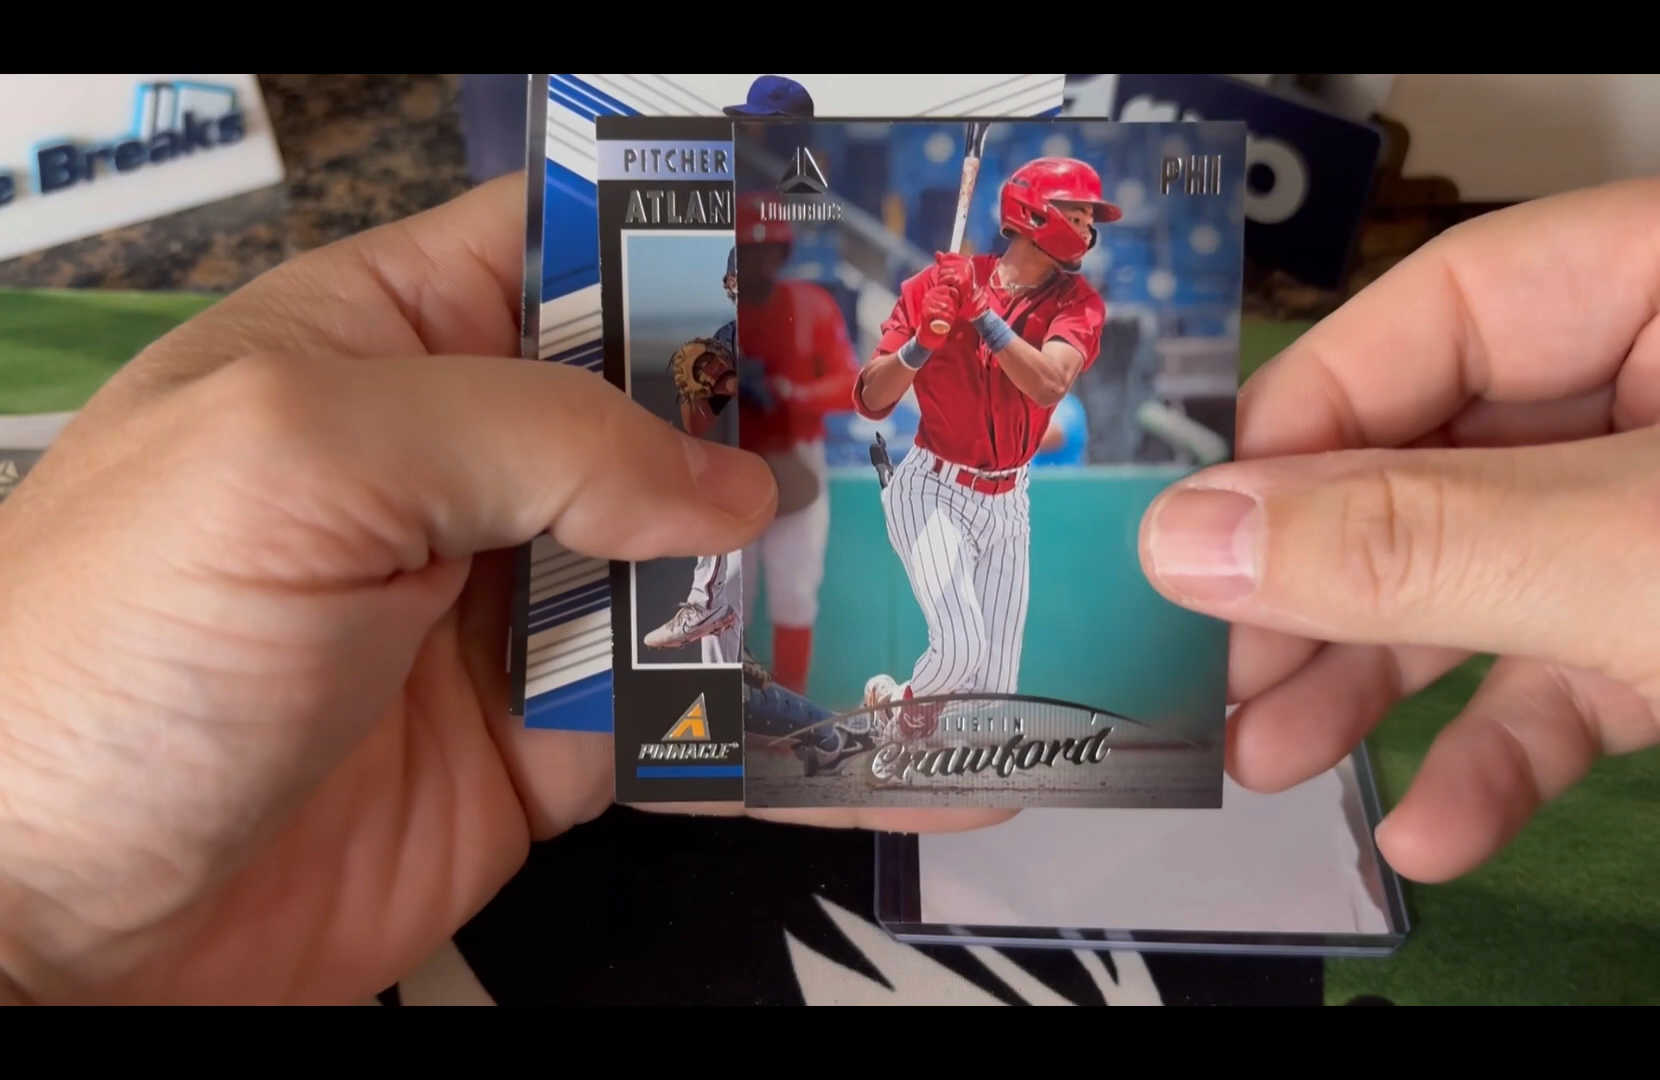 Breaks
PITCHER
ATLAN
LUMINANCE
PHI
JUSTIN
Crawford
PINNACLE